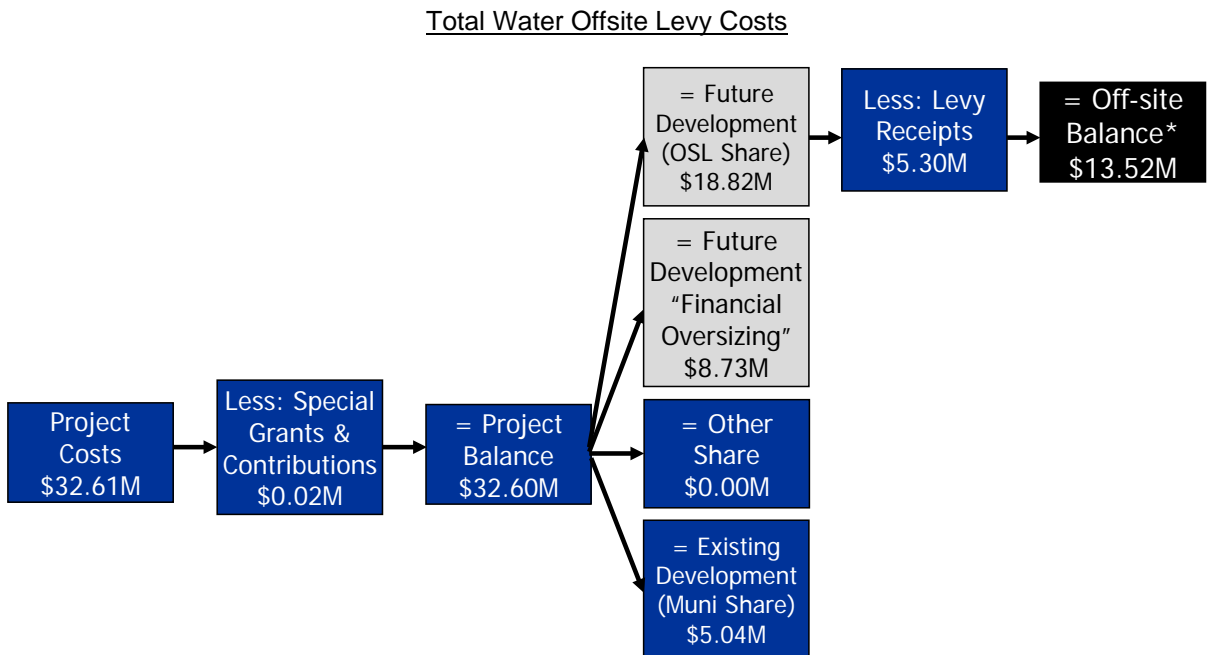 Total Water Offsite Levy Costs
Project
Costs
$32.61M
Less: Special
Grants &
Contributions
$0.02M
= Project
Balance
$32.60M
= Future
Development
(OSL Share)
$18.82M
Less: Levy
Receipts
$5.30M
= Off-site
Balance*
$13.52M
= Future
Development
“Financial
Oversizing”
$8.73M
= Other
Share
$0.00M
= Existing
Development
(Muni Share)
$5.04M